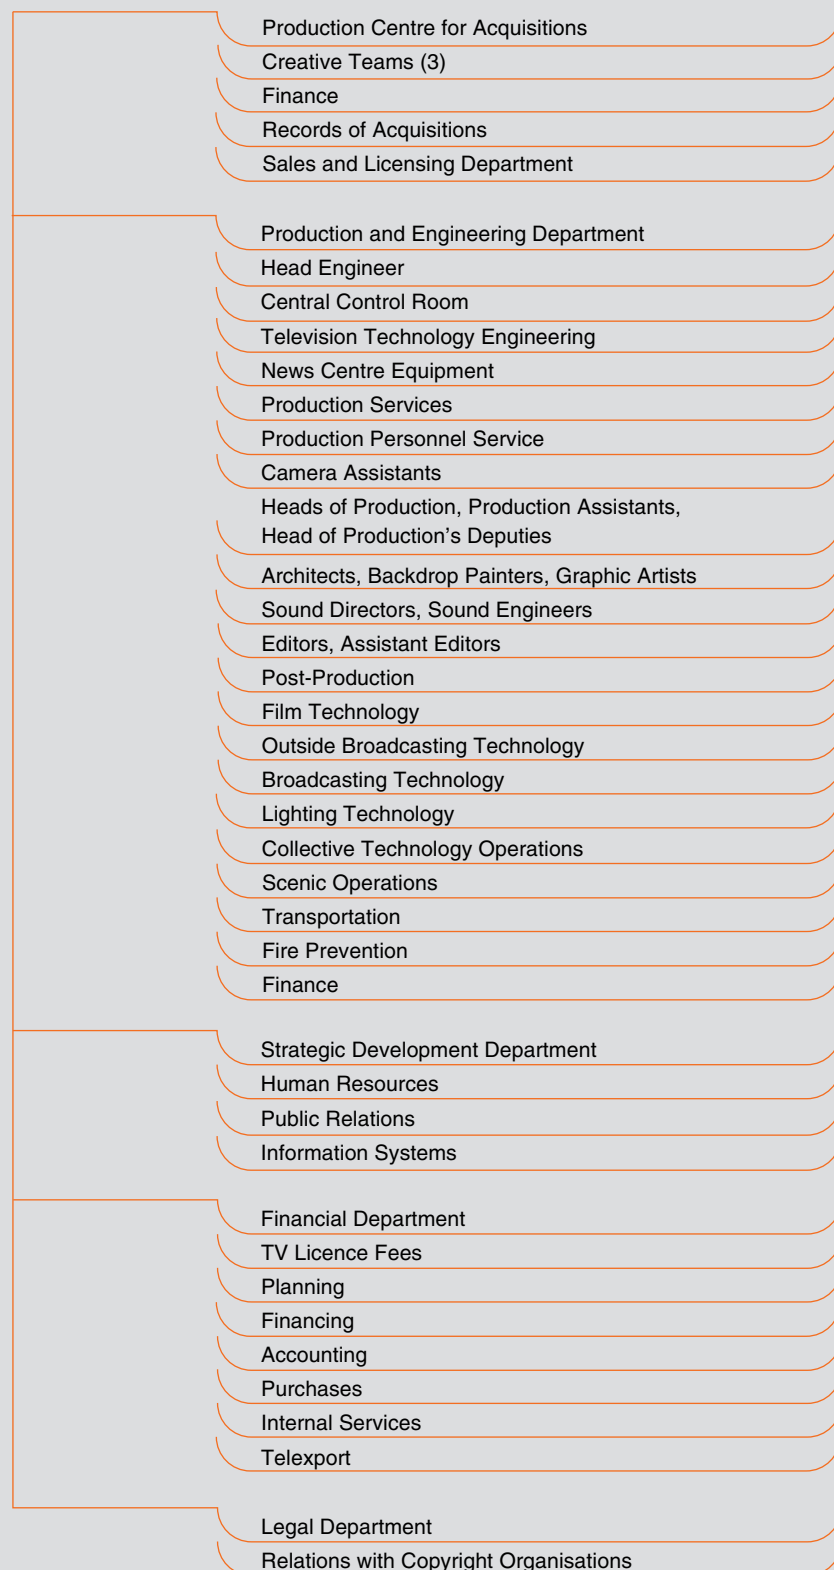 Production Centre for Acquisitions
Creative Teams (3)
Finance
Records of Acquisitions
Sales and Licensing Department
Production and Engineering Department
Head Engineer
Central Control Room
Television Technology Engineering
News Centre Equipment
Production Services
Production Personnel Service
Camera Assistants
Heads of Production, Production Assistants,
Head of Production's Deputies
Architects, Backdrop Painters, Graphic Artists
Sound Directors, Sound Engineers
Editors, Assistant Editors
Post-Production
Film Technology
Outside Broadcasting Technology
Broadcasting Technology
Lighting Technology
Collective Technology Operations
Scenic Operations
Transportation
Fire Prevention
Finance
Strategic Development Department
Human Resources
Public Relations
Information Systems
Financial Department
TV Licence Fees
Planning
Financing
Accounting
Purchases
Internal Services
Telexport
Legal Department
Relations with Copyright Organisations